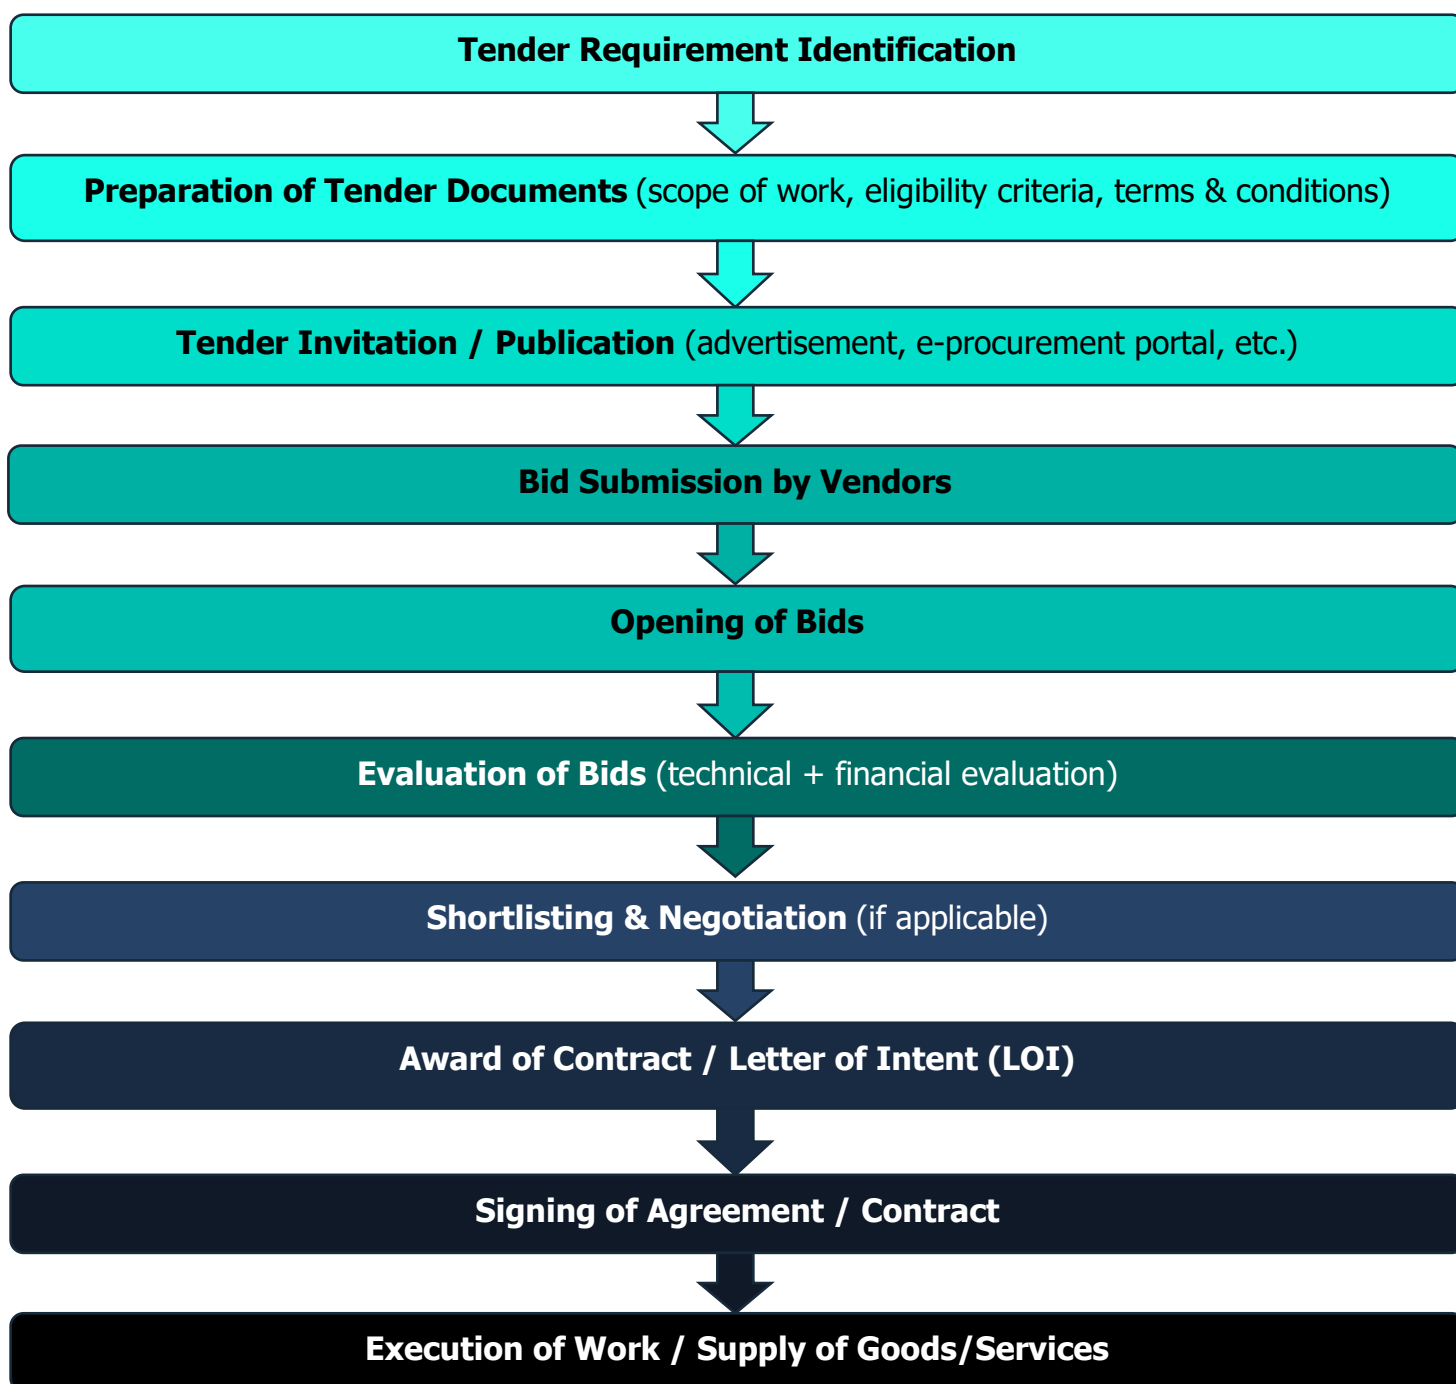 Tender Requirement Identification
Preparation of Tender Documents (scope of work, eligibility criteria, terms & conditions)
Tender Invitation / Publication (advertisement, e-procurement portal, etc.)
Bid Submission by Vendors
Opening of Bids
Evaluation of Bids (technical + financial evaluation)
Shortlisting & Negotiation (if applicable)
Award of Contract / Letter of Intent (LOI)
Signing of Agreement / Contract
Execution of Work / Supply of Goods/Services